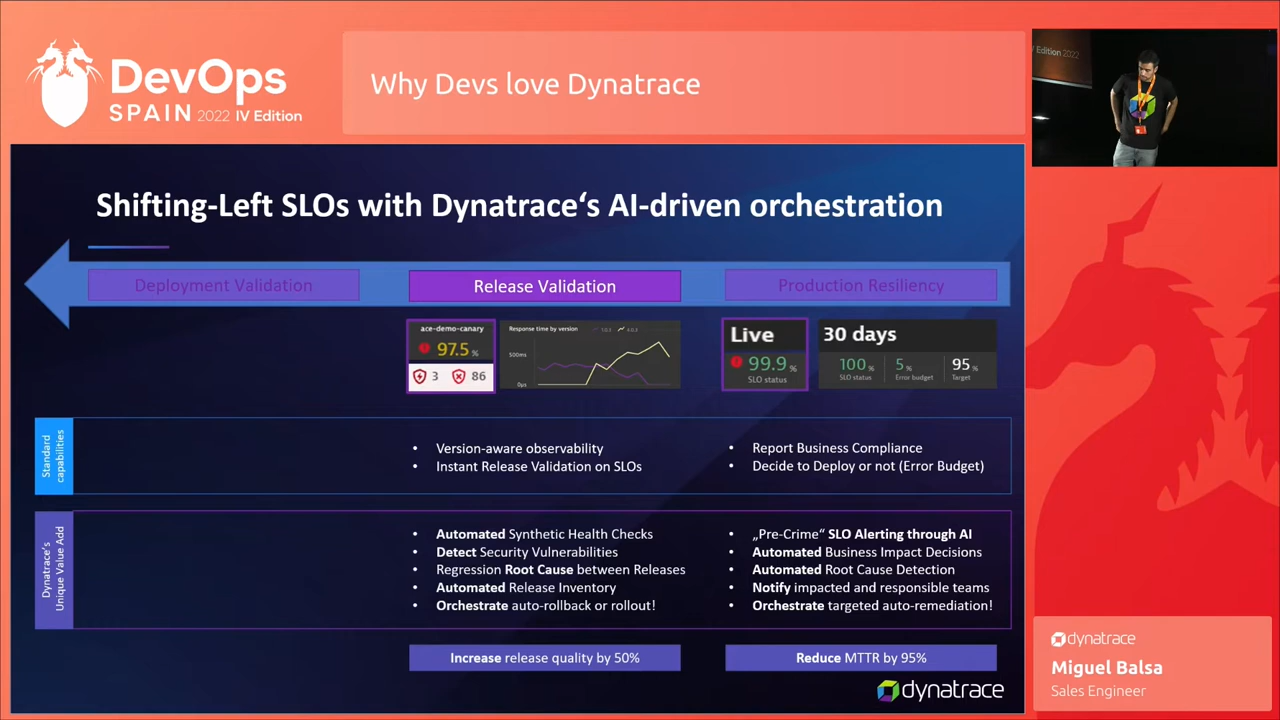 DevOps
SPAIN 2022 IV Edition
Why Devs love Dynatrace
IV Edition 2022
Shifting-Left SLOs with Dynatrace‘s AI-driven orchestration
Deployment Validation
Release Validation
Production Resiliency
ace-demo-canary
97.5 %
3
86
Response time by version
500ms
0µs
Live
99.9 %
SLO status
30 days
100 %
SLO status
5 %
Error budget
95 %
Target
Standard
capabilities
• Version-aware observability
• Instant Release Validation on SLOs
• Report Business Compliance
• Decide to Deploy or not (Error Budget)
Dynatrace's
Unique Value Add
• Automated Synthetic Health Checks
• Detect Security Vulnerabilities
• Regression Root Cause between Releases
• Automated Release Inventory
• Orchestrate auto-rollback or rollout!
• „Pre-Crime“ SLO Alerting through AI
• Automated Business Impact Decisions
• Automated Root Cause Detection
• Notify impacted and responsible teams
• Orchestrate targeted auto-remediation!
Increase release quality by 50%
Reduce MTTR by 95%
dynatrace
dynatrace
Miguel Balsa
Sales Engineer